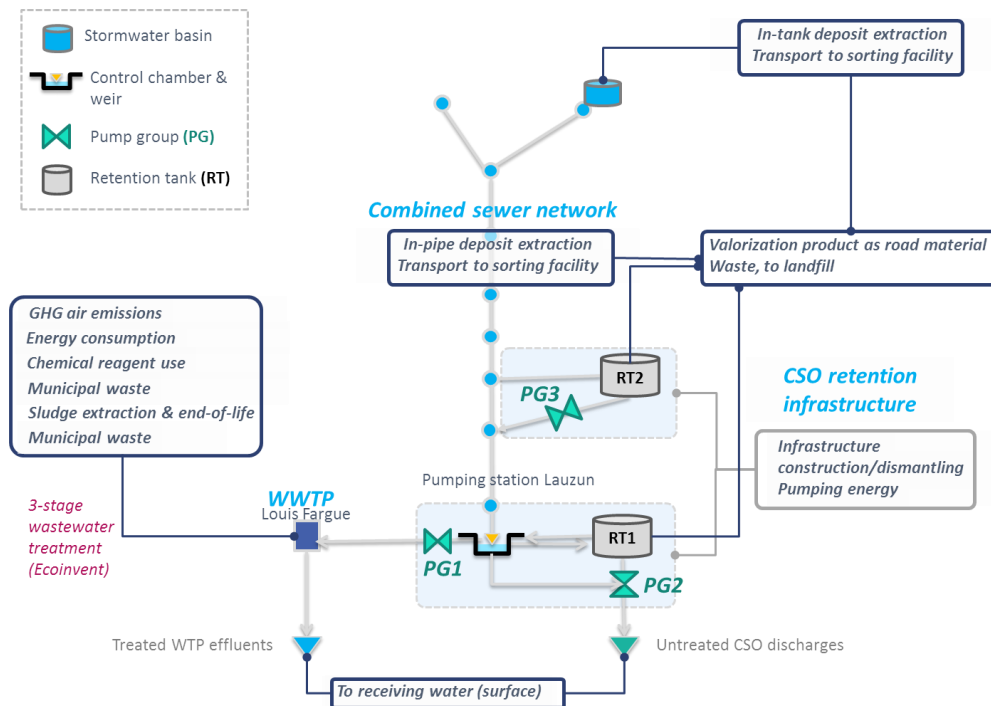 Stormwater basin
Control chamber &
weir
Pump group (PG)
Retention tank (RT)
In-tank deposit extraction
Transport to sorting facility
Combined sewer network
In-pipe deposit extraction
Transport to sorting facility
Valorization product as road material
Waste, to landfill
GHG air emissions
Energy consumption
Chemical reagent use
Municipal waste
Sludge extraction & end-of-life
Municipal waste
RT2
PG3
CSO retention
infrastructure
Infrastructure
construction/dismantling
Pumping energy
Pumping station Lauzun
WWTP
Louis Fargue
3-stage
wastewater
treatment
(Ecoinvent)
PG1
RT1
PG2
Treated WTP effluents
Untreated CSO discharges
To receiving water (surface)